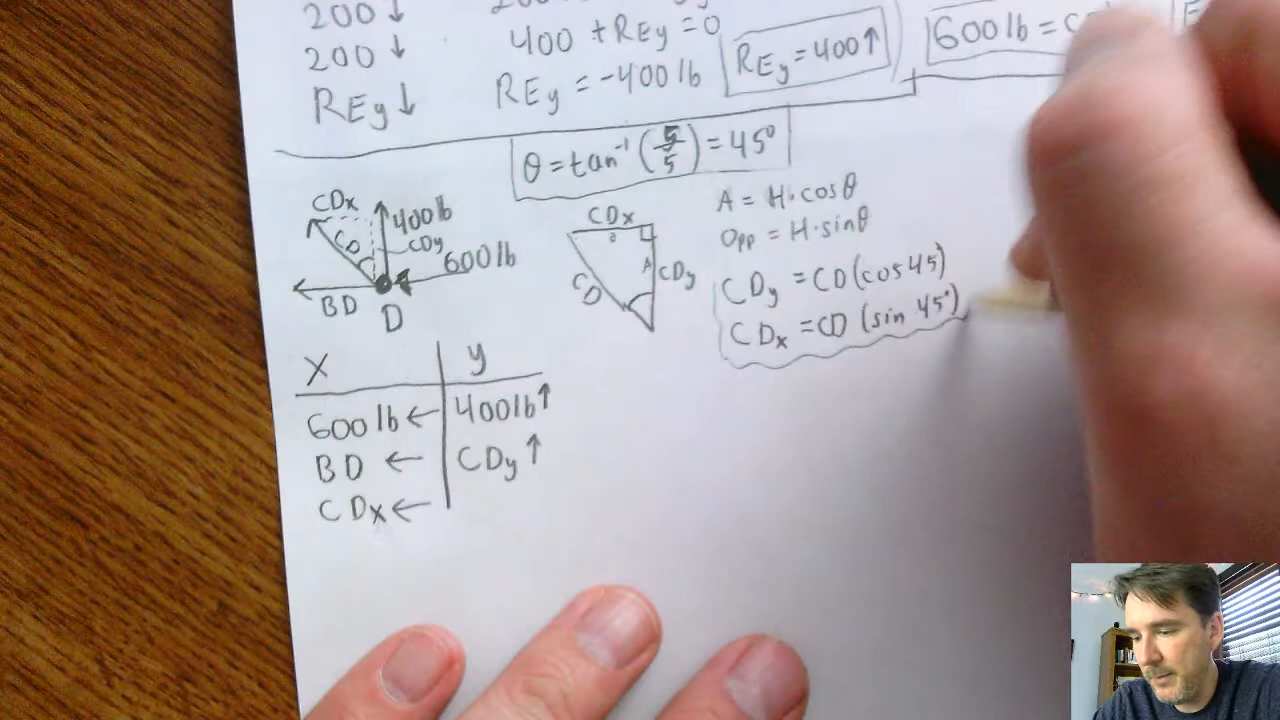 200 ↓
200 ↓
REy ↓
400 + REy = 0
REy = -400 lb
REy = 400 ↑
600 lb =
θ = tan⁻¹ (5/5) = 45°
CDx
400 lb
CD
CDy
600 lb
BD
D
CDx
θ
A
CD
CDy
A = H·cosθ
Opp = H·sinθ
CDy = CD (cos 45)
CDx = CD (sin 45°)
x y
600 lb ← 400 lb ↑
BD ← CDy ↑
CDx ←